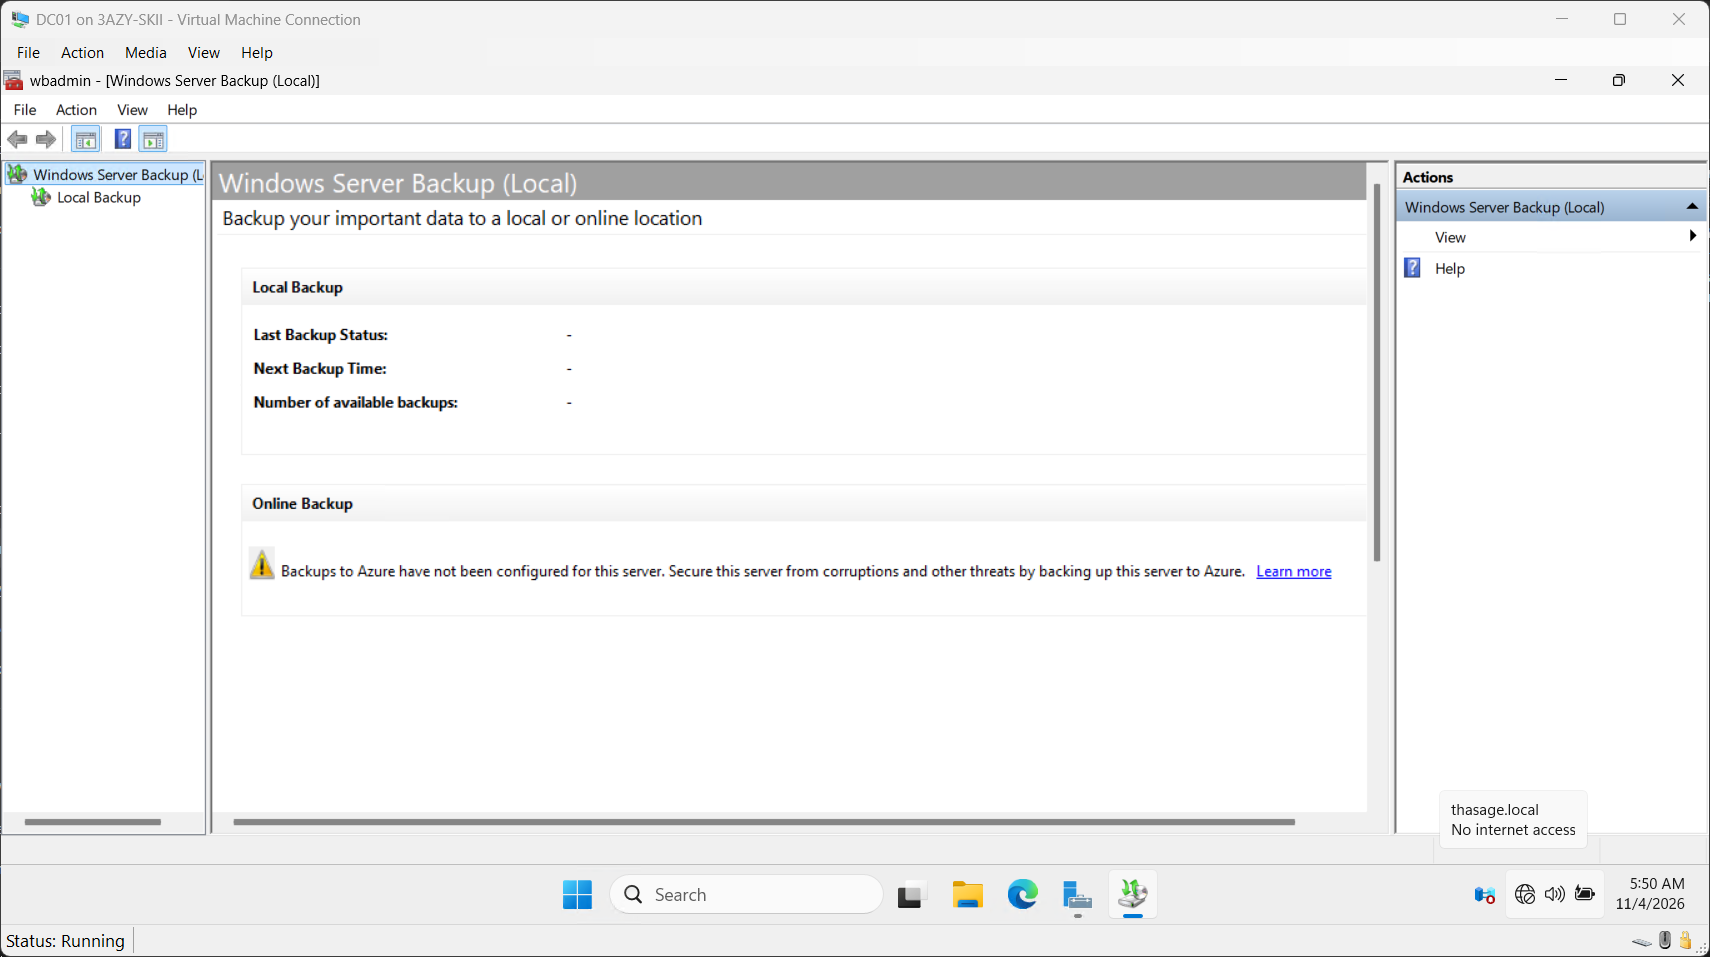 DC01 on 3AZY-SKII - Virtual Machine Connection
File Action Media View Help
wbadmin - [Windows Server Backup (Local)]
File Action View Help
Windows Server Backup (L
Local Backup
Windows Server Backup (Local)
Backup your important data to a local or online location
Local Backup
Last Backup Status: -
Next Backup Time: -
Number of available backups: -
Online Backup
Backups to Azure have not been configured for this server. Secure this server from corruptions and other threats by backing up this server to Azure. Learn more
Actions
Windows Server Backup (Local)
View
Help
thasage.local
No internet access
Search
5:50 AM
11/4/2026
Status: Running